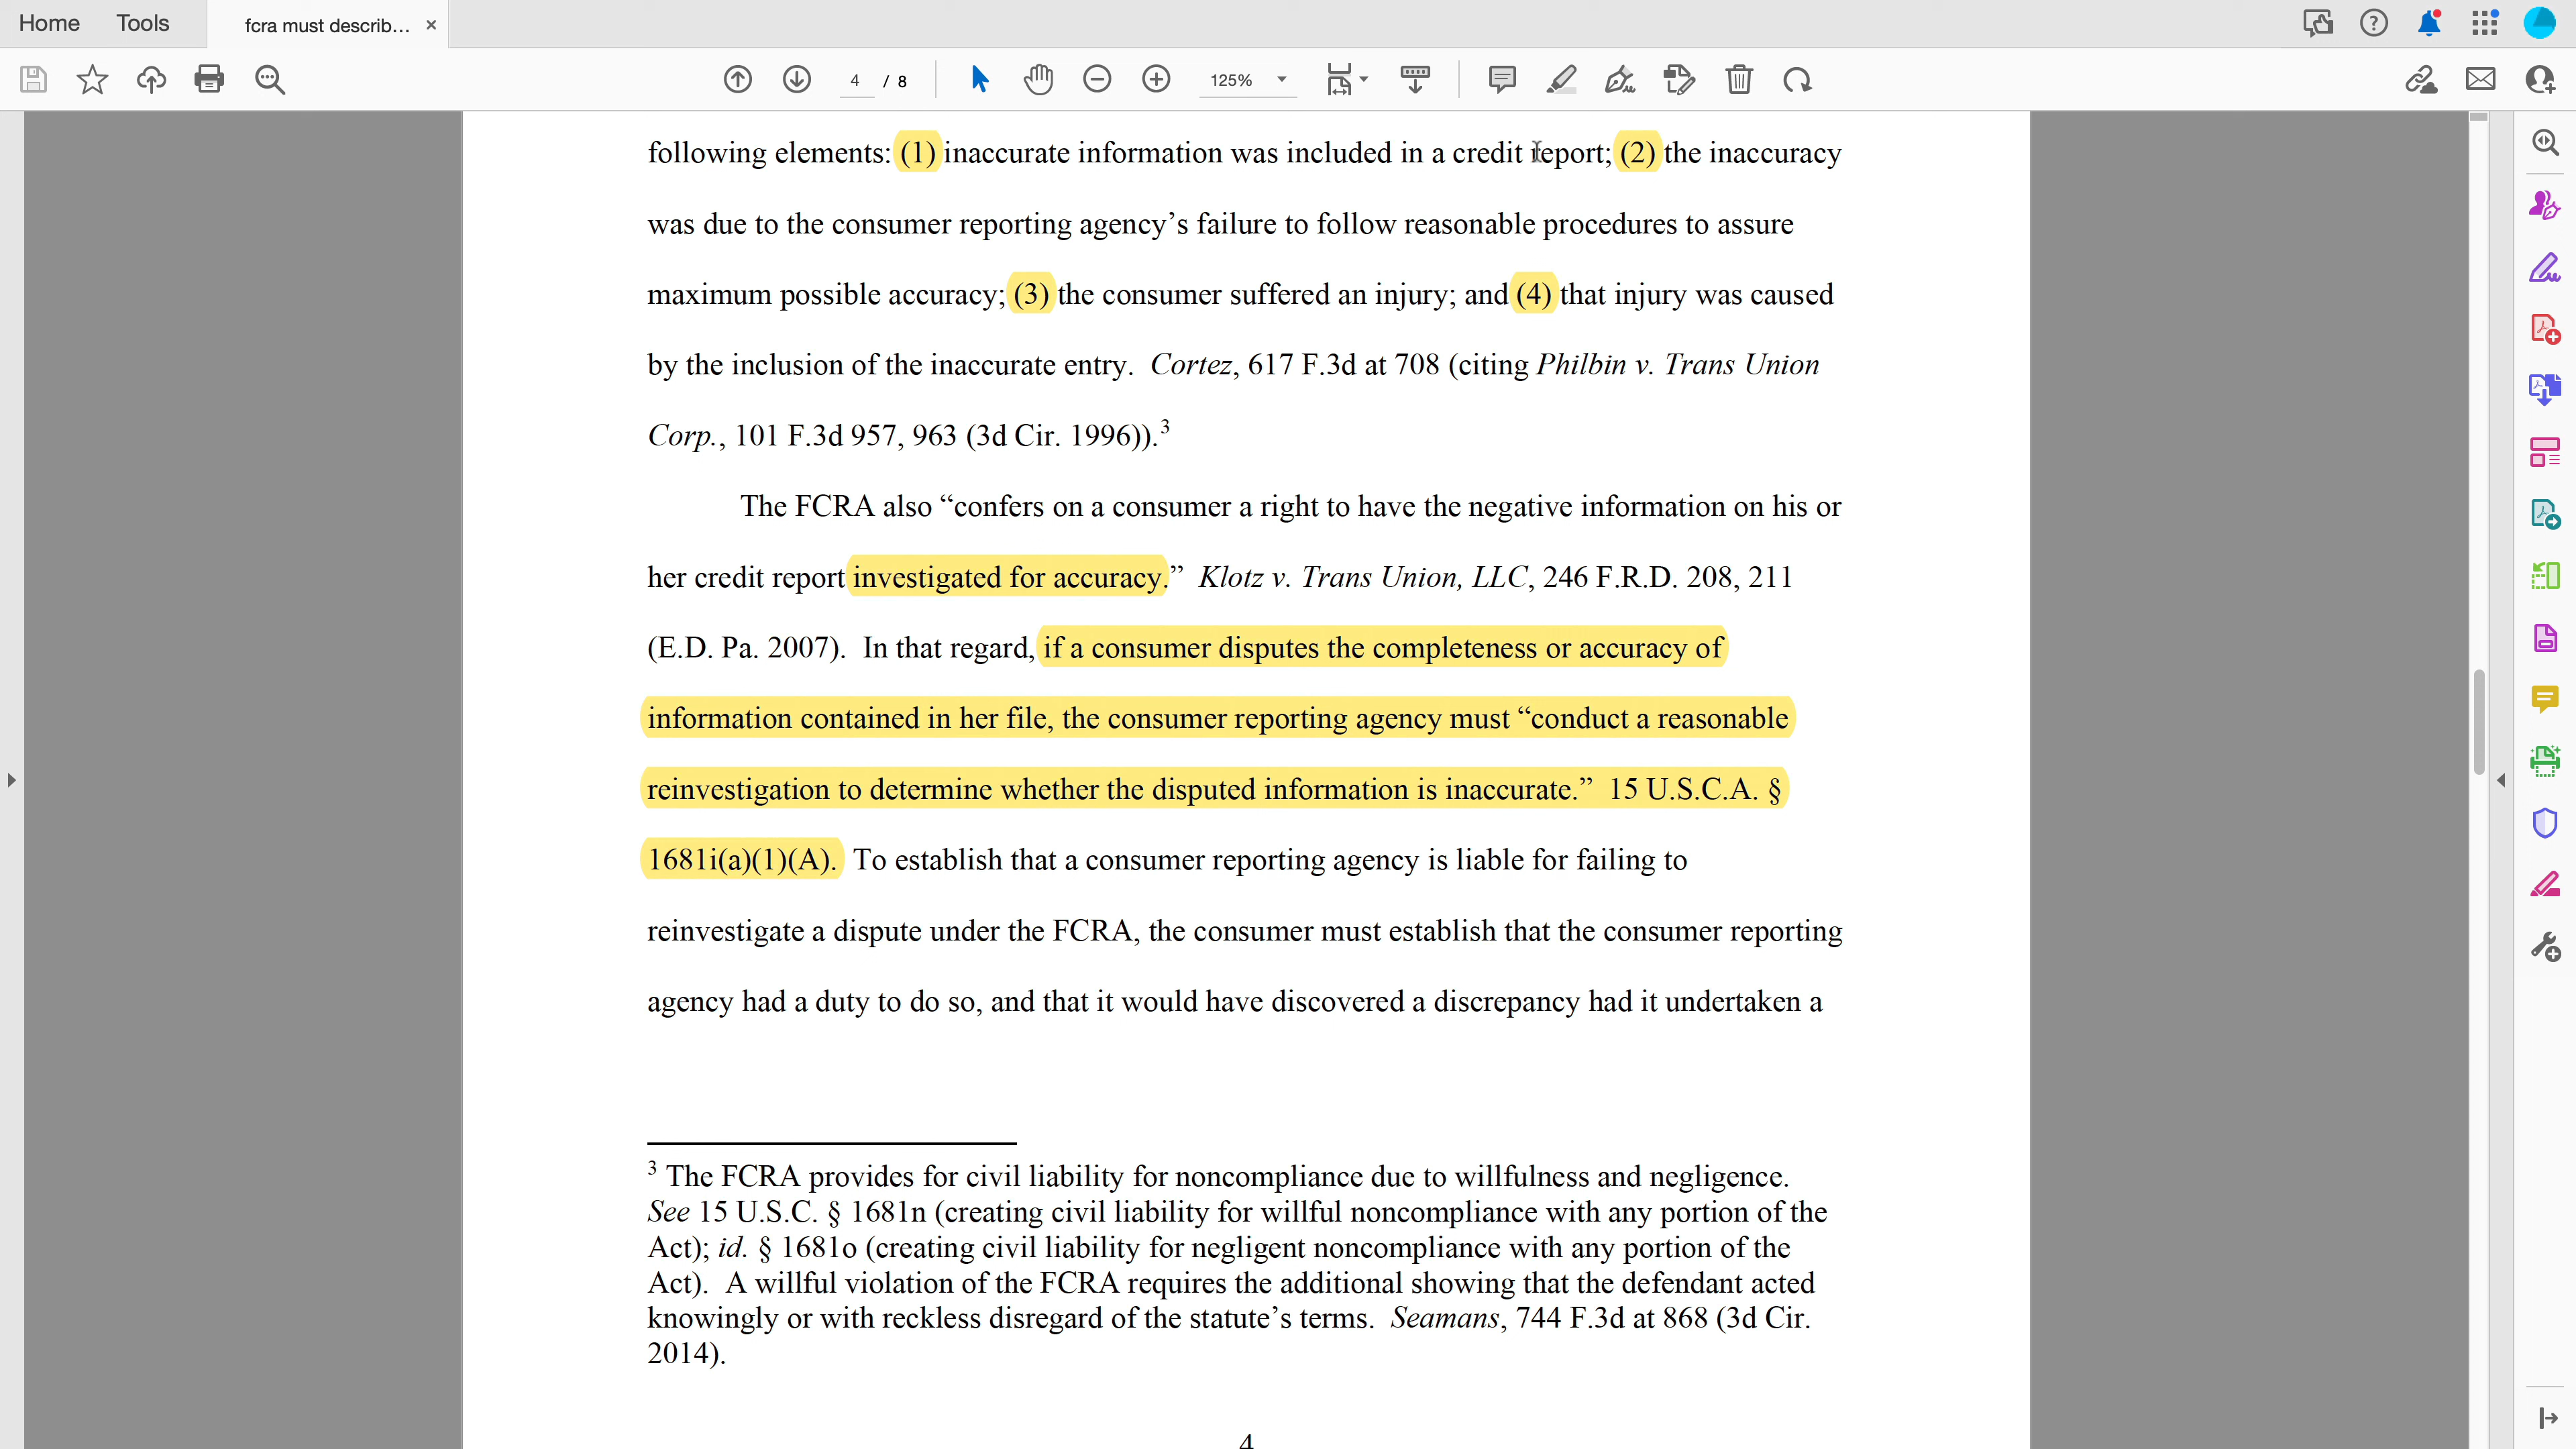 Home Tools fcra must describ... ×
4 / 8 125%
following elements: (1) inaccurate information was included in a credit report; (2) the inaccuracy
was due to the consumer reporting agency’s failure to follow reasonable procedures to assure
maximum possible accuracy; (3) the consumer suffered an injury; and (4) that injury was caused
by the inclusion of the inaccurate entry. Cortez, 617 F.3d at 708 (citing Philbin v. Trans Union
Corp., 101 F.3d 957, 963 (3d Cir. 1996)).3
The FCRA also “confers on a consumer a right to have the negative information on his or
her credit report investigated for accuracy.” Klotz v. Trans Union, LLC, 246 F.R.D. 208, 211
(E.D. Pa. 2007). In that regard, if a consumer disputes the completeness or accuracy of
information contained in her file, the consumer reporting agency must “conduct a reasonable
reinvestigation to determine whether the disputed information is inaccurate.” 15 U.S.C.A. §
1681i(a)(1)(A). To establish that a consumer reporting agency is liable for failing to
reinvestigate a dispute under the FCRA, the consumer must establish that the consumer reporting
agency had a duty to do so, and that it would have discovered a discrepancy had it undertaken a
3 The FCRA provides for civil liability for noncompliance due to willfulness and negligence.
See 15 U.S.C. § 1681n (creating civil liability for willful noncompliance with any portion of the
Act); id. § 1681o (creating civil liability for negligent noncompliance with any portion of the
Act). A willful violation of the FCRA requires the additional showing that the defendant acted
knowingly or with reckless disregard of the statute’s terms. Seamans, 744 F.3d at 868 (3d Cir.
2014).
4